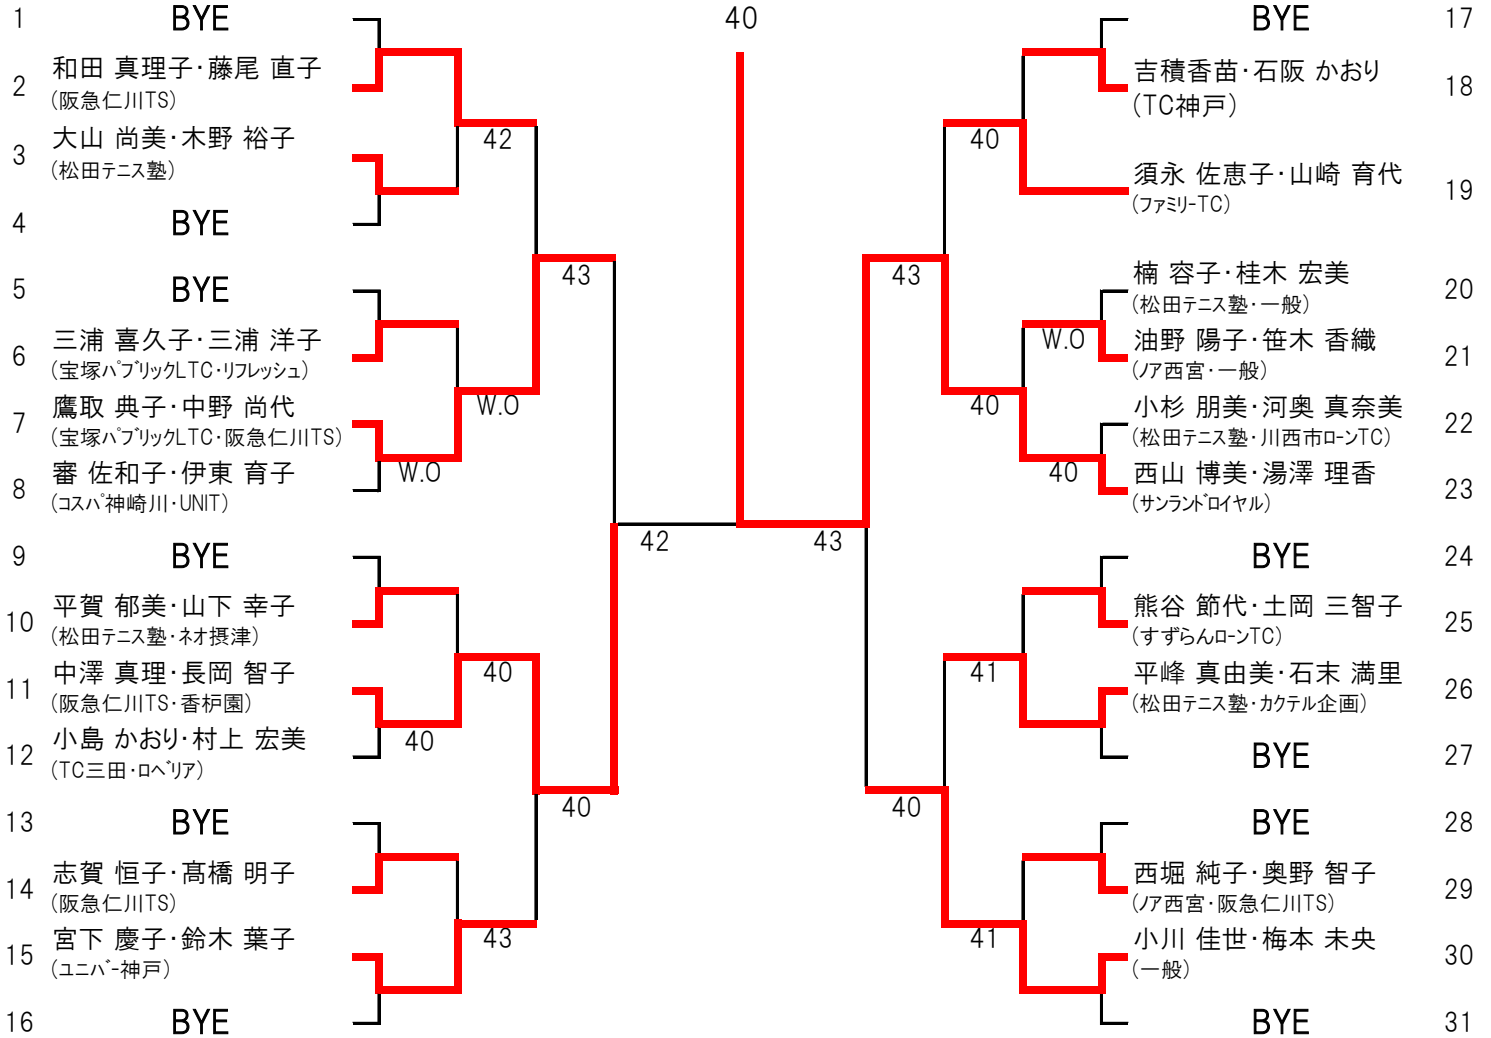 40
1 BYE
2 和田 真理子・藤尾 直子
(阪急仁川TS)
3 大山 尚美・木野 裕子
(松田テニス塾)
4 BYE
42
5 BYE
43
6 三浦 喜久子・三浦 洋子
(宝塚パブリックLTC・リフレッシュ)
7 鷹取 典子・中野 尚代
(宝塚パブリックLTC・阪急仁川TS)
W.O
8 審 佐和子・伊東 育子
(コスパ神崎川・UNIT)
W.O
42
9 BYE
10 平賀 郁美・山下 幸子
(松田テニス塾・ネオ摂津)
11 中澤 真理・長岡 智子
(阪急仁川TS・香枦園)
40
12 小島 かおり・村上 宏美
(TC三田・ロペリア)
40
40
13 BYE
14 志賀 恒子・髙橋 明子
(阪急仁川TS)
15 宮下 慶子・鈴木 葉子
(ユニバー神戸)
43
16 BYE
BYE 17
吉積香苗・石阪 かおり 18
(TC神戸)
40
須永 佐恵子・山崎 育代 19
(ファミリーTC)
43
楠 容子・桂木 宏美 20
(松田テニス塾・一般)
W.O
油野 陽子・笹木 香織 21
(ノア西宮・一般)
40
小杉 朋美・河奥 真奈美 22
(松田テニス塾・川西市ローンTC)
40
西山 博美・湯澤 理香 23
(サンランドロイヤル)
43
BYE 24
熊谷 節代・土岡 三智子 25
(すずらんローンTC)
41
平峰 真由美・石末 満里 26
(松田テニス塾・カクテル企画)
BYE 27
40
BYE 28
西堀 純子・奥野 智子 29
(ノア西宮・阪急仁川TS)
41
小川 佳世・梅本 未央 30
(一般)
BYE 31